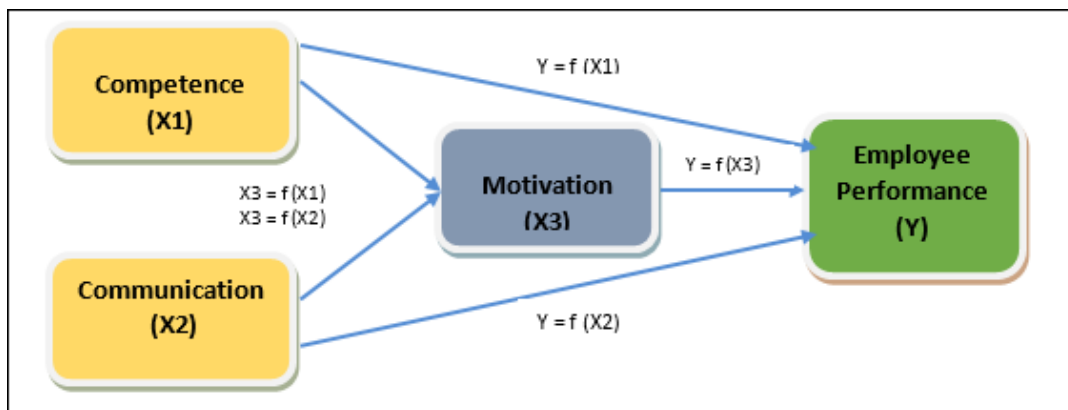 Competence
(X1)
Y = f (X1)
Employee
Performance
(Y)
Motivation
(X3)
Y = f(X3)
X3 = f(X1)
X3 = f(X2)
Communication
(X2)
Y = f (X2)